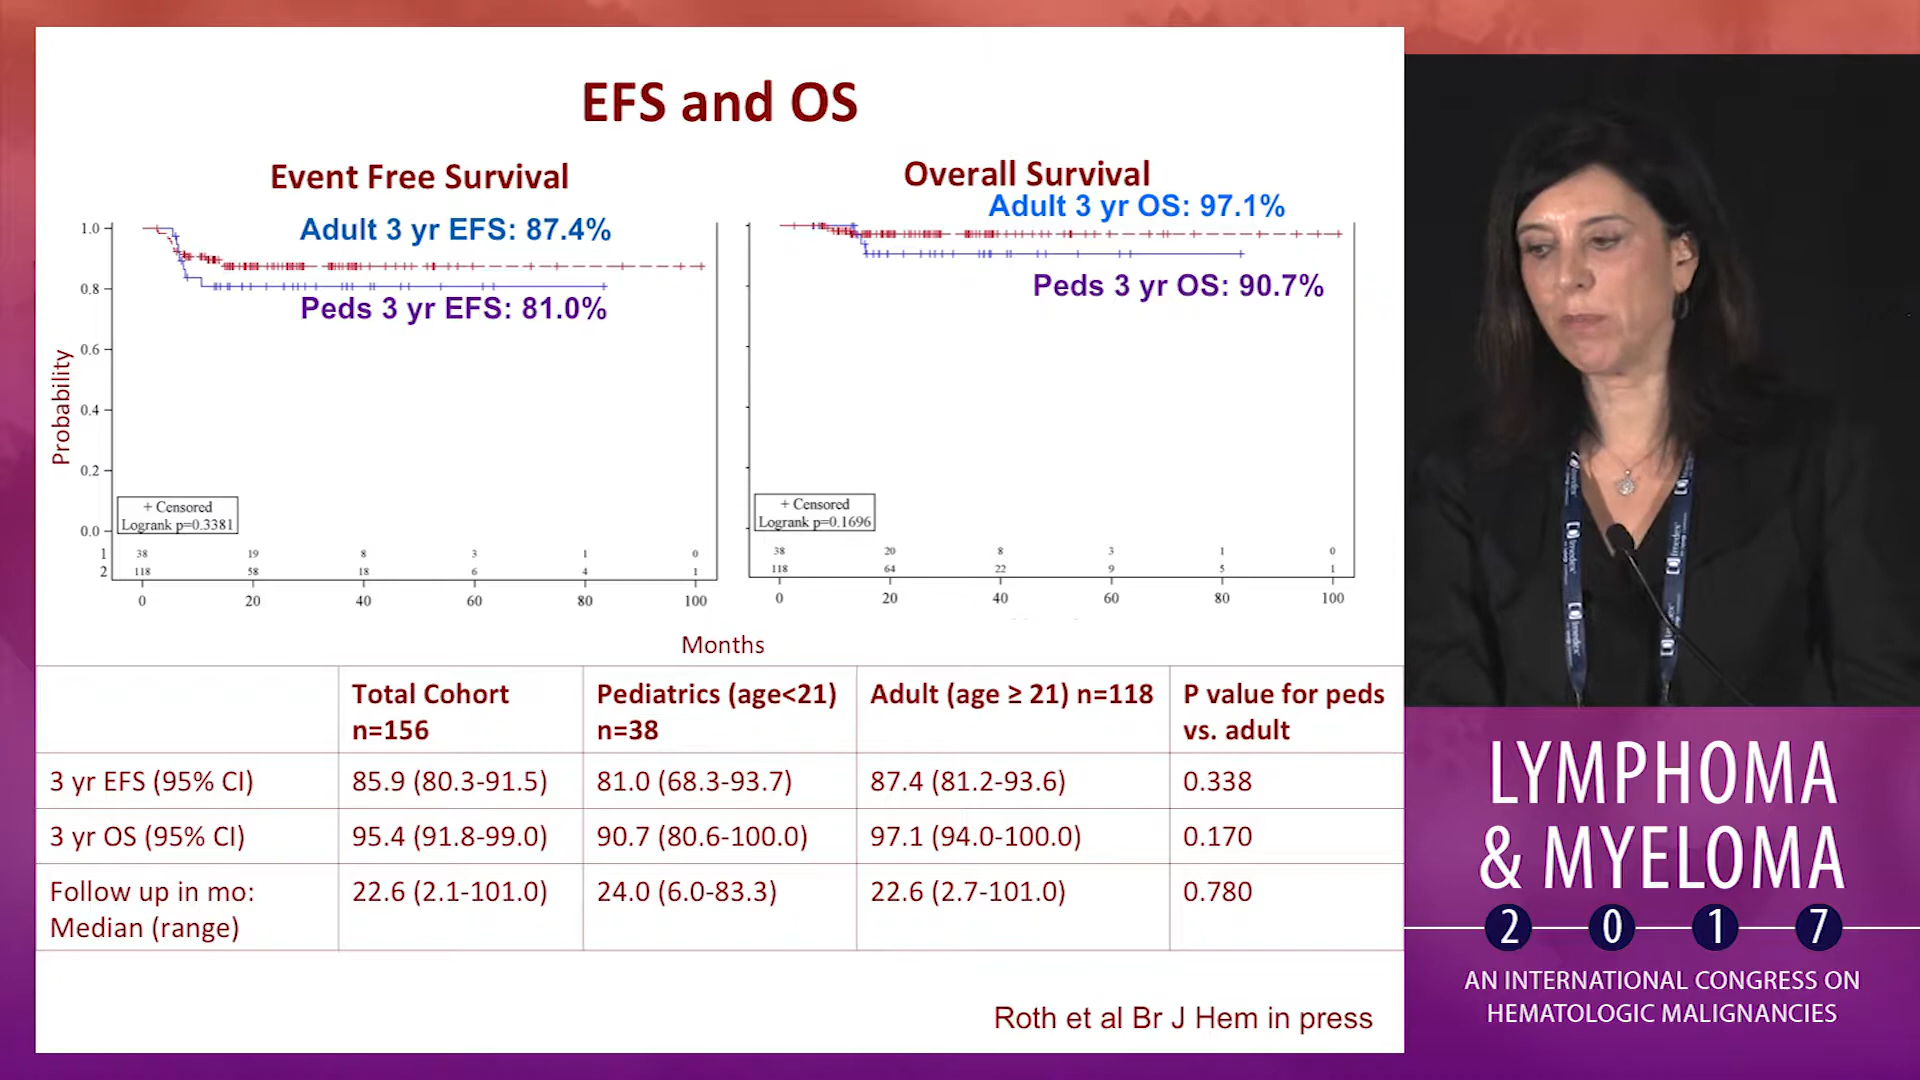 EFS and OS
Event Free Survival
Adult 3 yr EFS: 87.4%
Peds 3 yr EFS: 81.0%
Probability
1.0
0.8
0.6
0.4
0.2
0.0
+ Censored
Logrank p=0.3381
1 38 19 8 3 1 0
2 118 58 18 6 4 1
0 20 40 60 80 100
Overall Survival
Adult 3 yr OS: 97.1%
Peds 3 yr OS: 90.7%
+ Censored
Logrank p=0.1696
38 20 8 3 1 0
118 64 22 9 5 1
0 20 40 60 80 100
Months
Total Cohort
n=156
Pediatrics (age<21)
n=38
Adult (age ≥ 21) n=118
P value for peds
vs. adult
3 yr EFS (95% CI) 85.9 (80.3-91.5) 81.0 (68.3-93.7) 87.4 (81.2-93.6) 0.338
3 yr OS (95% CI) 95.4 (91.8-99.0) 90.7 (80.6-100.0) 97.1 (94.0-100.0) 0.170
Follow up in mo:
Median (range)
22.6 (2.1-101.0) 24.0 (6.0-83.3) 22.6 (2.7-101.0) 0.780
Roth et al Br J Hem in press
imedex
imedex
imedex
imedex
LYMPHOMA
& MYELOMA
2 0 1 7
AN INTERNATIONAL CONGRESS ON
HEMATOLOGIC MALIGNANCIES